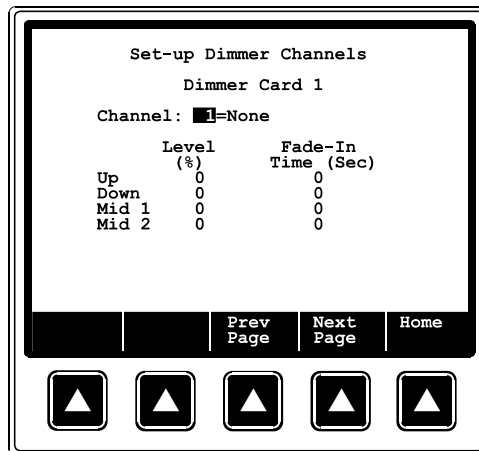 Set-up Dimmer Channels
Dimmer Card 1
Channel: 1=None
Level Fade-In
(%) Time (Sec)
Up 0 0
Down 0 0
Mid 1 0 0
Mid 2 0 0
Prev Next Home
Page Page